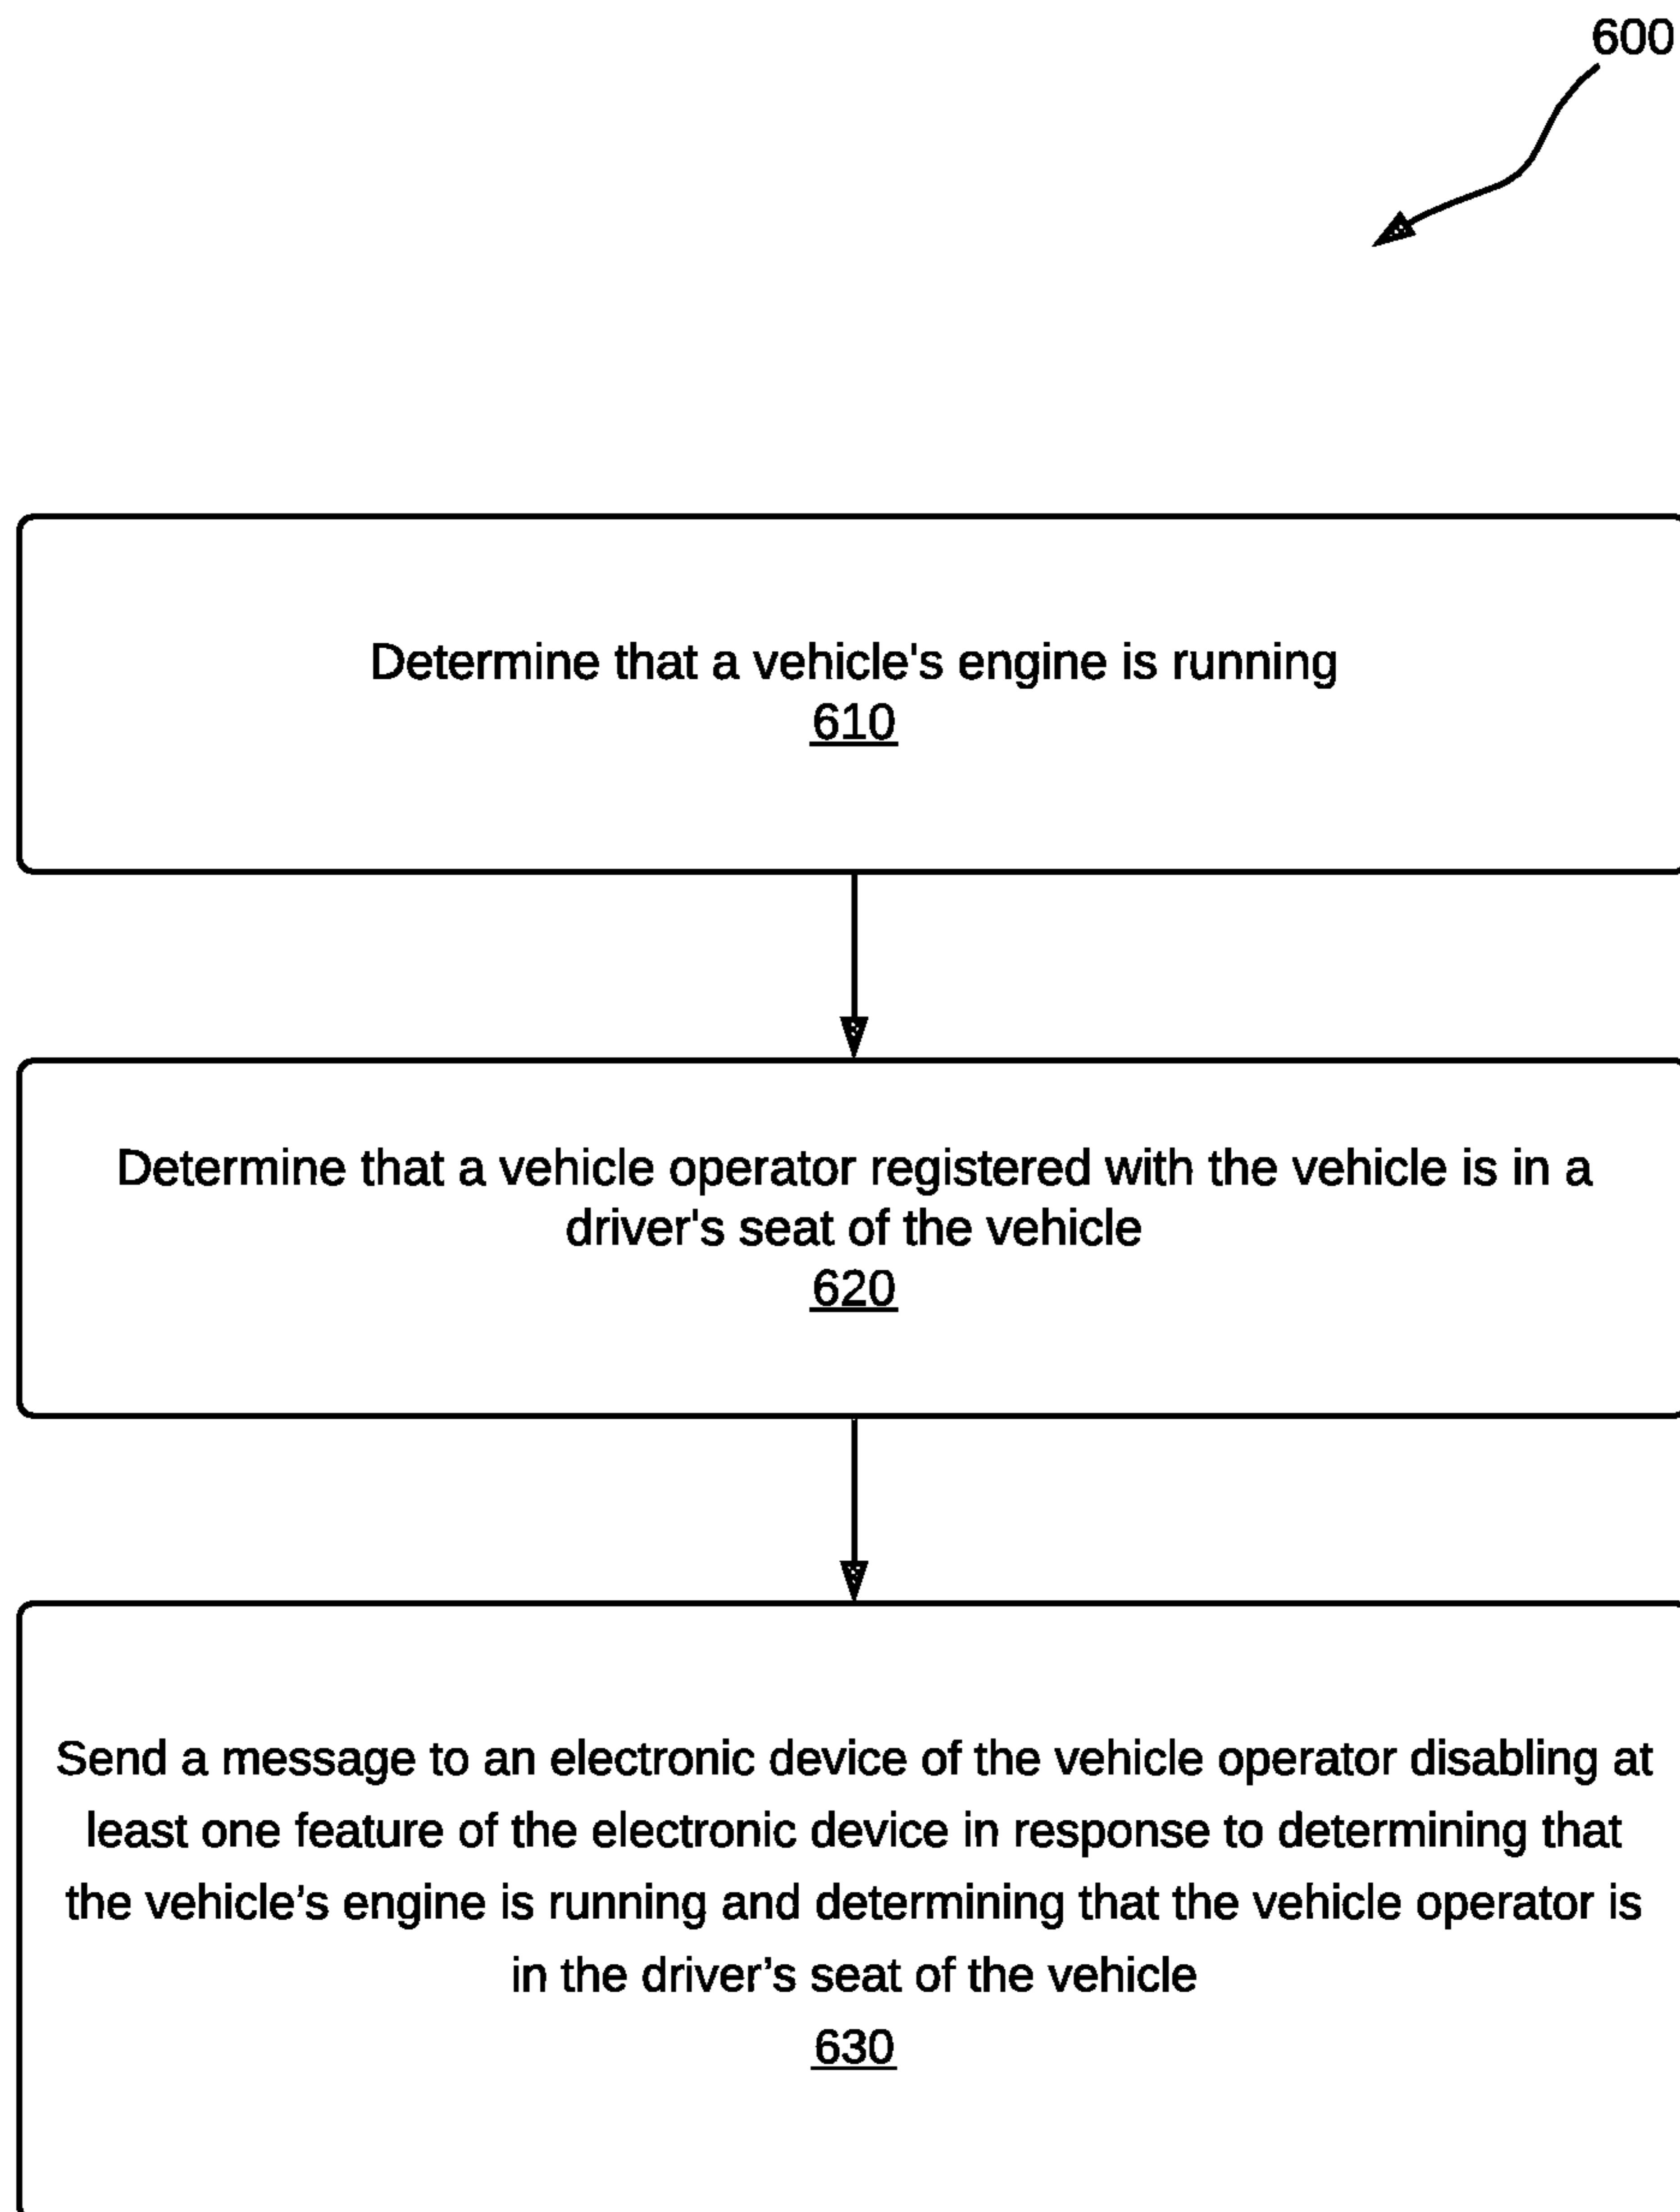 600
Determine that a vehicle's engine is running
610
Determine that a vehicle operator registered with the vehicle is in a
driver's seat of the vehicle
620
Send a message to an electronic device of the vehicle operator disabling at
least one feature of the electronic device in response to determining that
the vehicle’s engine is running and determining that the vehicle operator is
in the driver’s seat of the vehicle
630